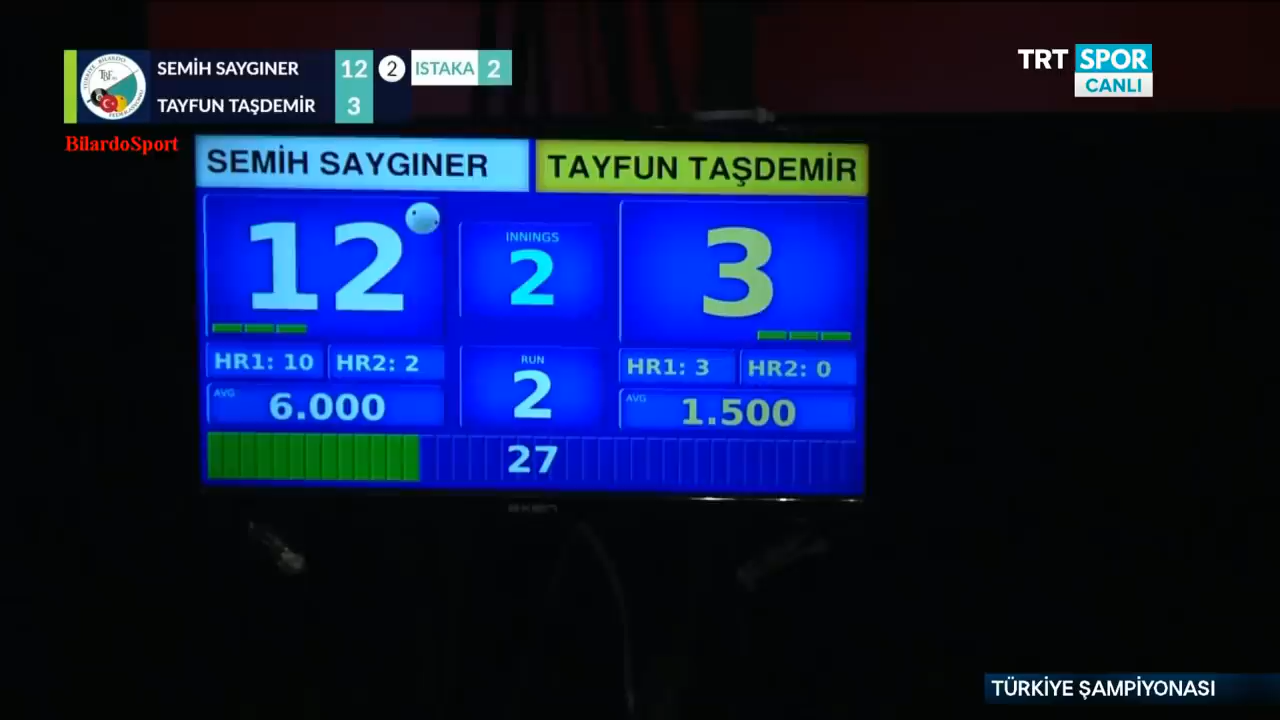 SEMİH SAYGINER 12 2 ISTAKA 2
TAYFUN TAŞDEMİR 3
BilardoSport
TRT SPOR
CANLI
SEMİH SAYGINER TAYFUN TAŞDEMİR
12 INNINGS 3
2
HR1: 10 HR2: 2 RUN HR1: 3 HR2: 0
2
AVG 6.000 AVG 1.500
27
TÜRKİYE ŞAMPİYONASI